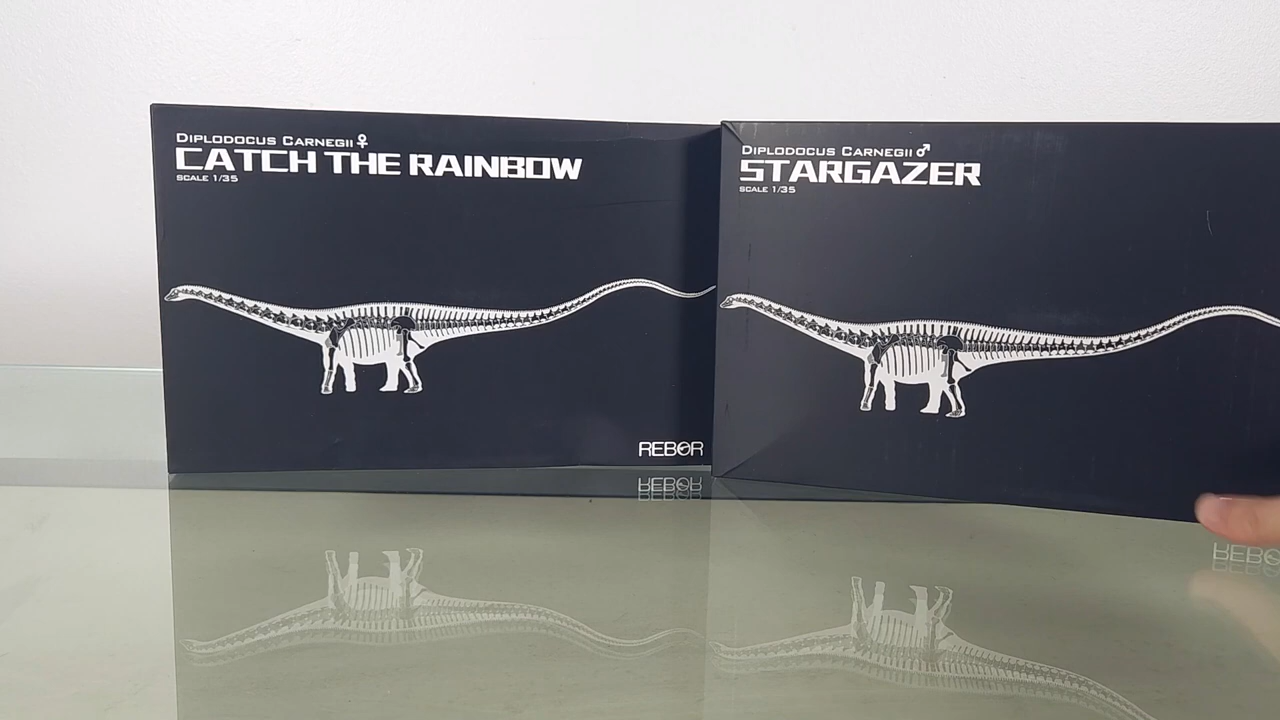 DIPLODOCUS CARNEGII ♀
CATCH THE RAINBOW
SCALE 1/35
REBOR
DIPLODOCUS CARNEGII ♂
STARGAZER
SCALE 1/35